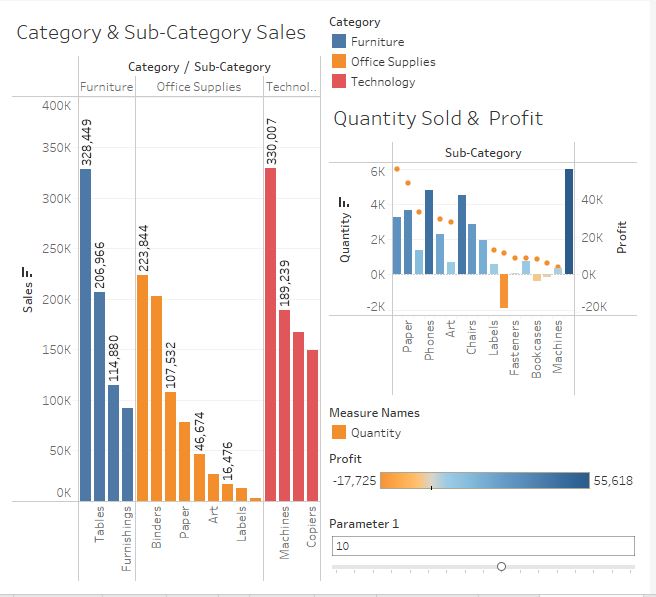 Category & Sub-Category Sales
Category / Sub-Category
Furniture
Office Supplies
Technol..
Sales
400K
350K
300K
250K
200K
150K
100K
50K
0K
328,449
206,966
114,880
223,844
107,532
46,674
16,476
330,007
189,239
Tables
Furnishings
Binders
Paper
Art
Labels
Machines
Copiers
Category
Furniture
Office Supplies
Technology
Quantity Sold & Profit
Sub-Category
Quantity
6K
4K
2K
0K
-2K
Profit
40K
20K
0K
-20K
Paper
Phones
Art
Chairs
Labels
Fasteners
Bookcases
Machines
Measure Names
Quantity
Profit
-17,725
55,618
Parameter 1
10